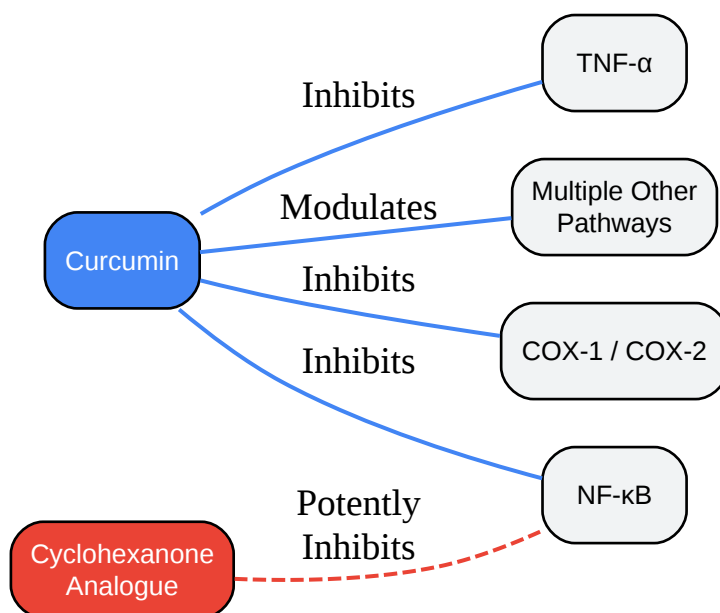 TNF-α
Inhibits
Multiple Other
Pathways
Modulates
Curcumin
Inhibits
COX-1 / COX-2
Inhibits
NF-κB
Potently
Inhibits
Cyclohexanone
Analogue